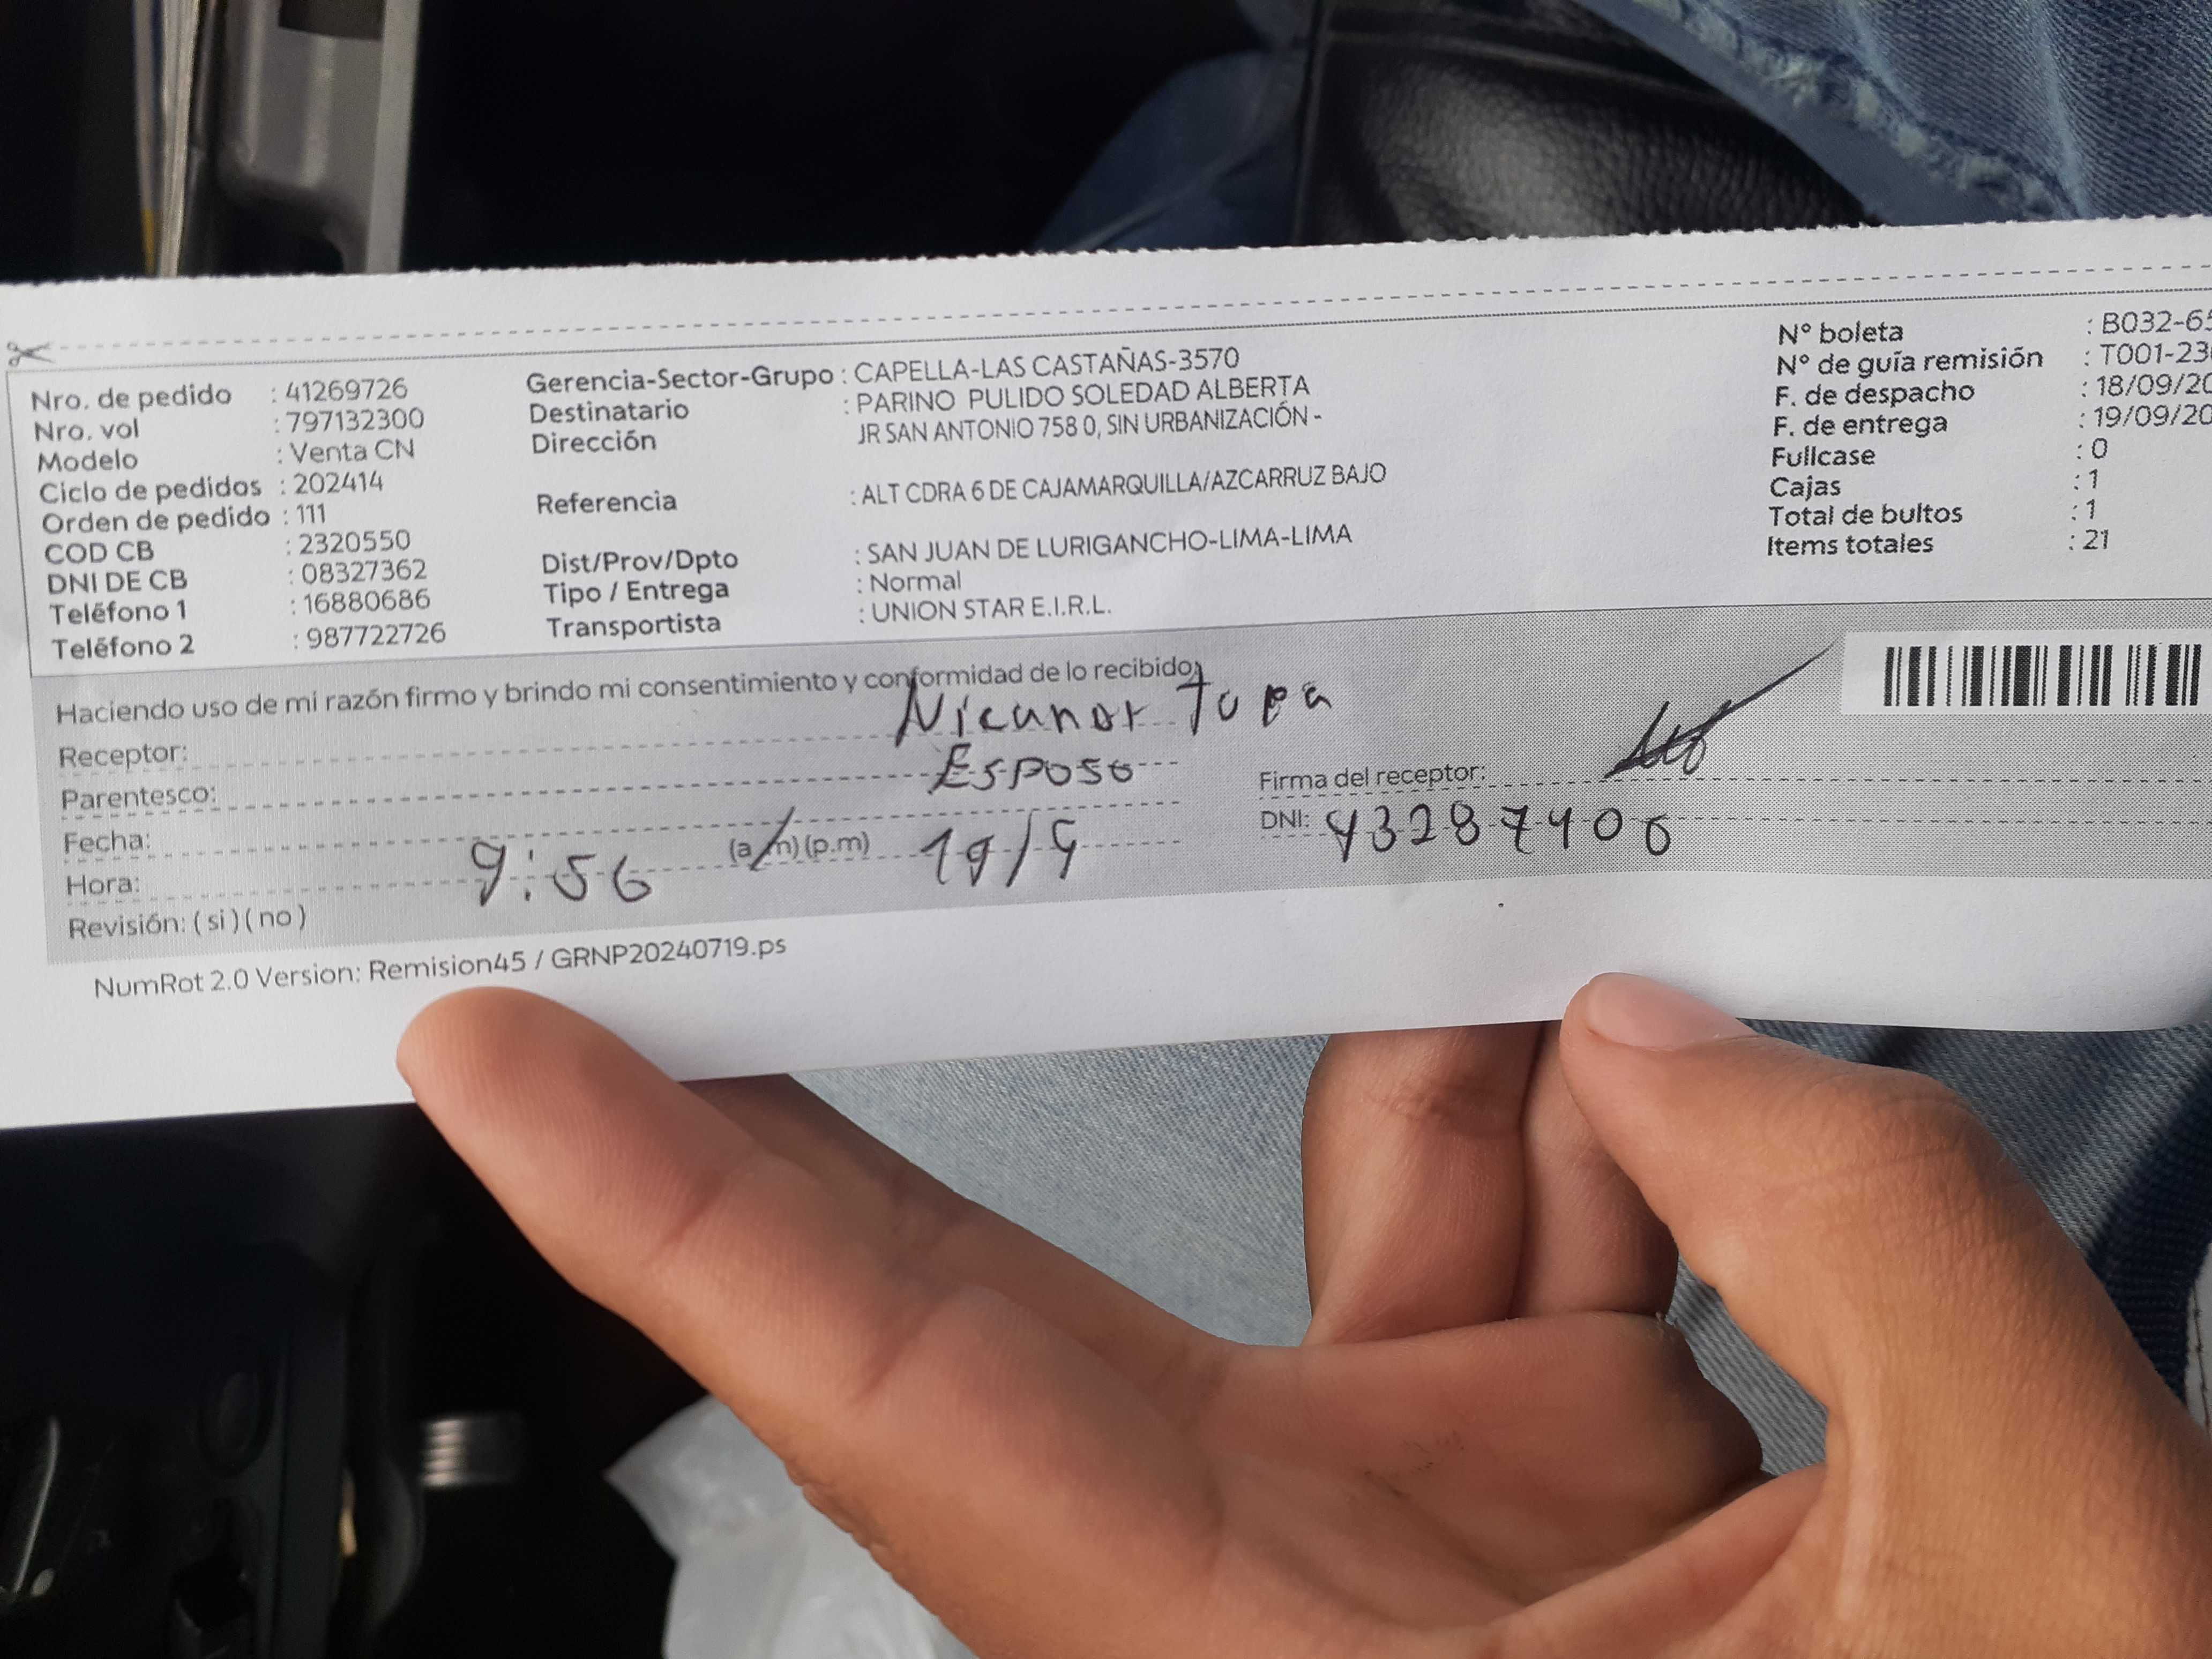 Nro. de pedido : 41269726
Nro. vol : 797132300
Modelo : Venta CN
Ciclo de pedidos : 202414
Orden de pedido : 111
COD CB : 2320550
DNI DE CB : 08327362
Teléfono 1 : 16880686
Teléfono 2 : 987722726
Gerencia-Sector-Grupo : CAPELLA-LAS CASTAÑAS-3570
Destinatario : PARINO PULIDO SOLEDAD ALBERTA
Dirección JR SAN ANTONIO 758 0, SIN URBANIZACIÓN -
Referencia : ALT CDRA 6 DE CAJAMARQUILLA/AZCARRUZ BAJO
Dist/Prov/Dpto : SAN JUAN DE LURIGANCHO-LIMA-LIMA
Tipo / Entrega : Normal
Transportista : UNION STAR E.I.R.L.
N° boleta : B032-65
N° de guía remisión : T001-23
F. de despacho : 18/09/20
F. de entrega : 19/09/20
Fullcase : 0
Cajas : 1
Total de bultos : 1
Items totales : 21
Haciendo uso de mi razón firmo y brindo mi consentimiento y conformidad de lo recibido
Receptor: Nicanor Tupa
Parentesco: Esposo
Fecha: 19/9
Hora: 9:56 (a.m) (p.m)
Revisión: ( si ) ( no )
Firma del receptor:
DNI: 43287400
NumRot 2.0 Version: Remision45 / GRNP20240719.ps